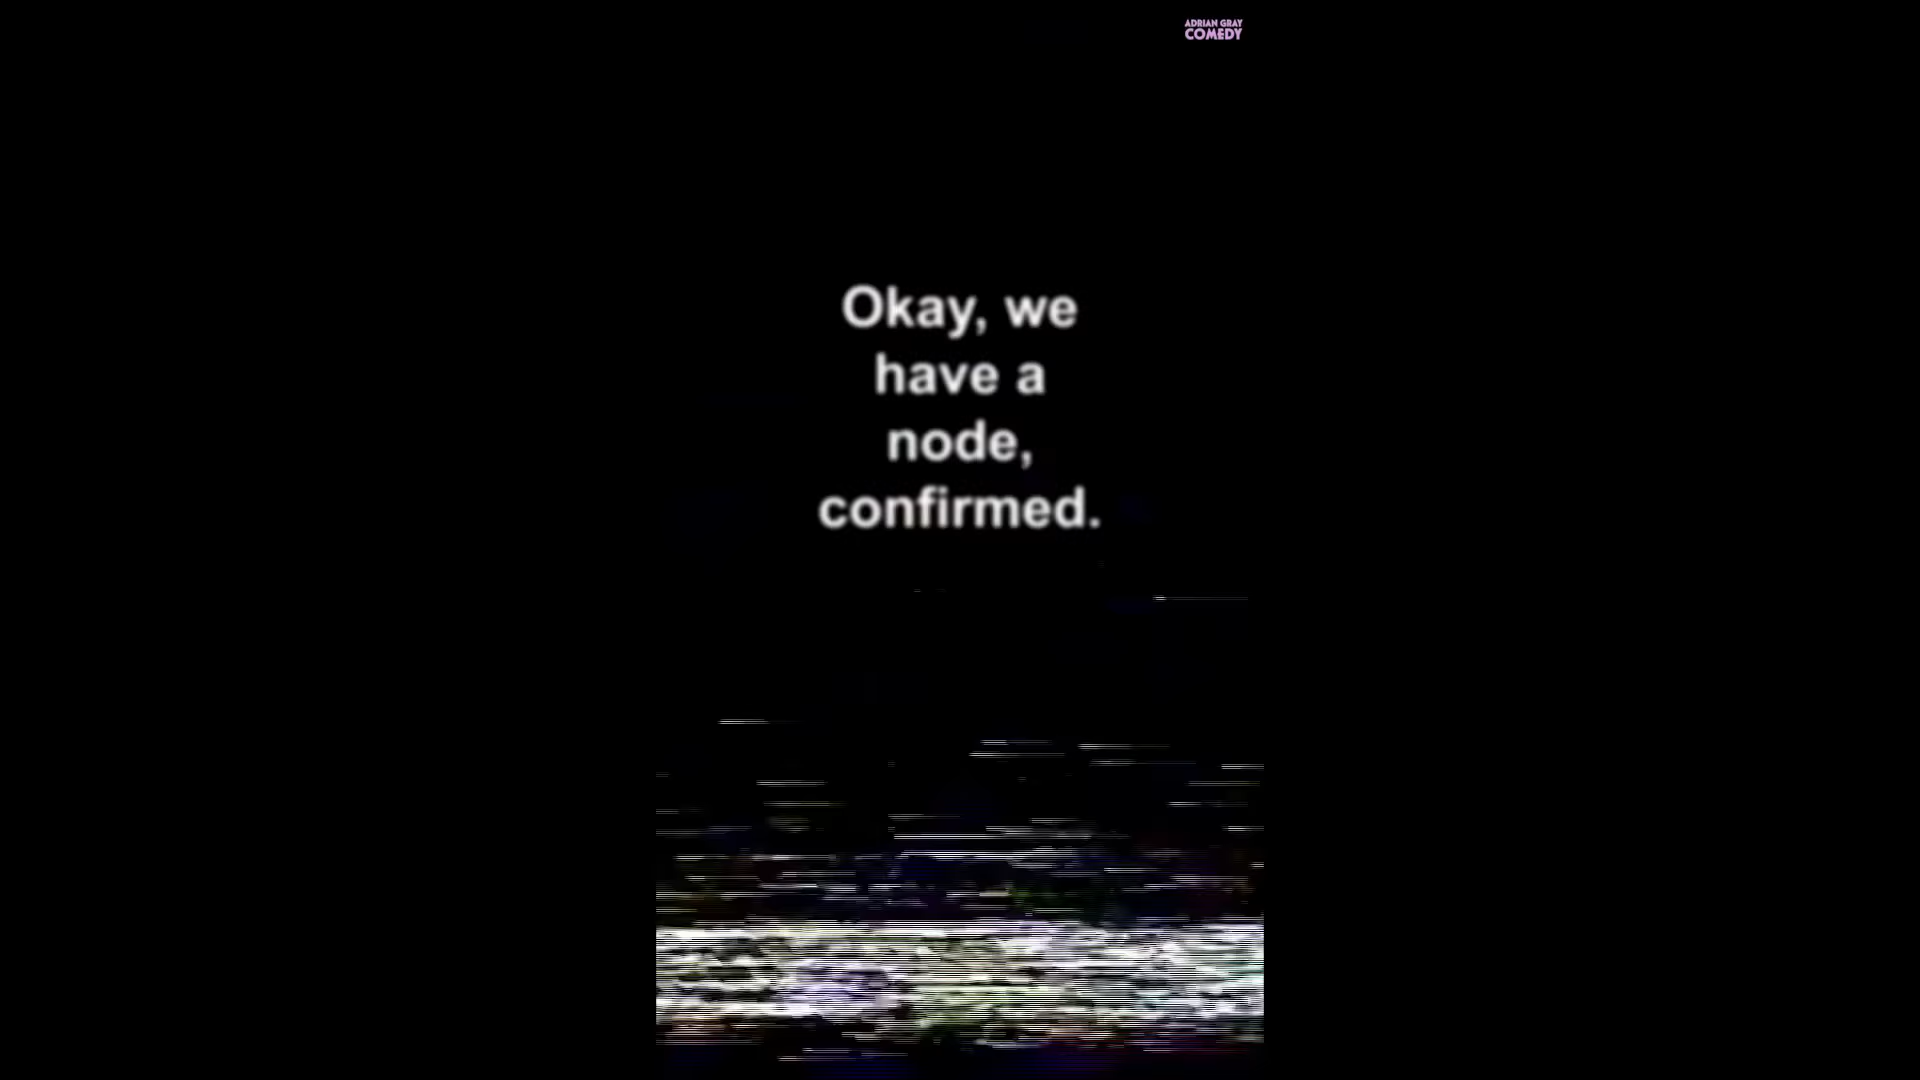 ADRIAN GRAY
COMEDY
Okay, we
have a
node,
confirmed.